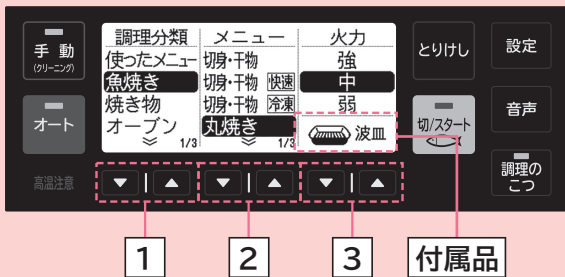 手 動
(クリーニング)
オート
高温注意
調理分類
使ったメニュー
魚焼き
焼き物
オーブン
1/3
メニュー
切身・干物
切身・干物 快速
切身・干物 冷凍
丸焼き
1/3
火力
強
中
弱
波皿
とりけし
切/スタート
設定
音声
調理の
こつ
1
2
3
付属品